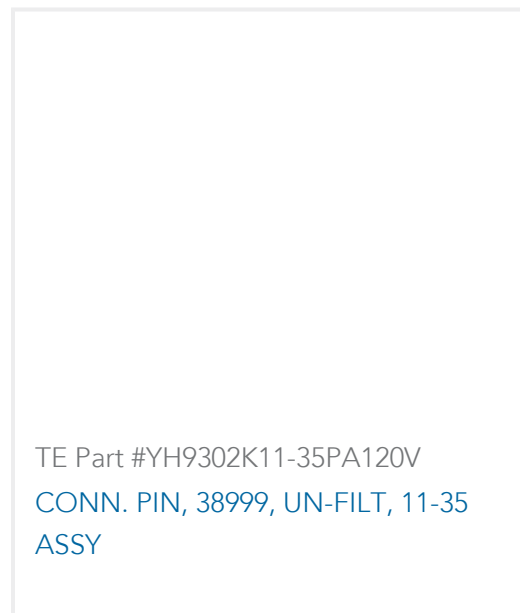 TE Part #YH9302K11-35PA120V
CONN. PIN, 38999, UN-FILT, 11-35
ASSY